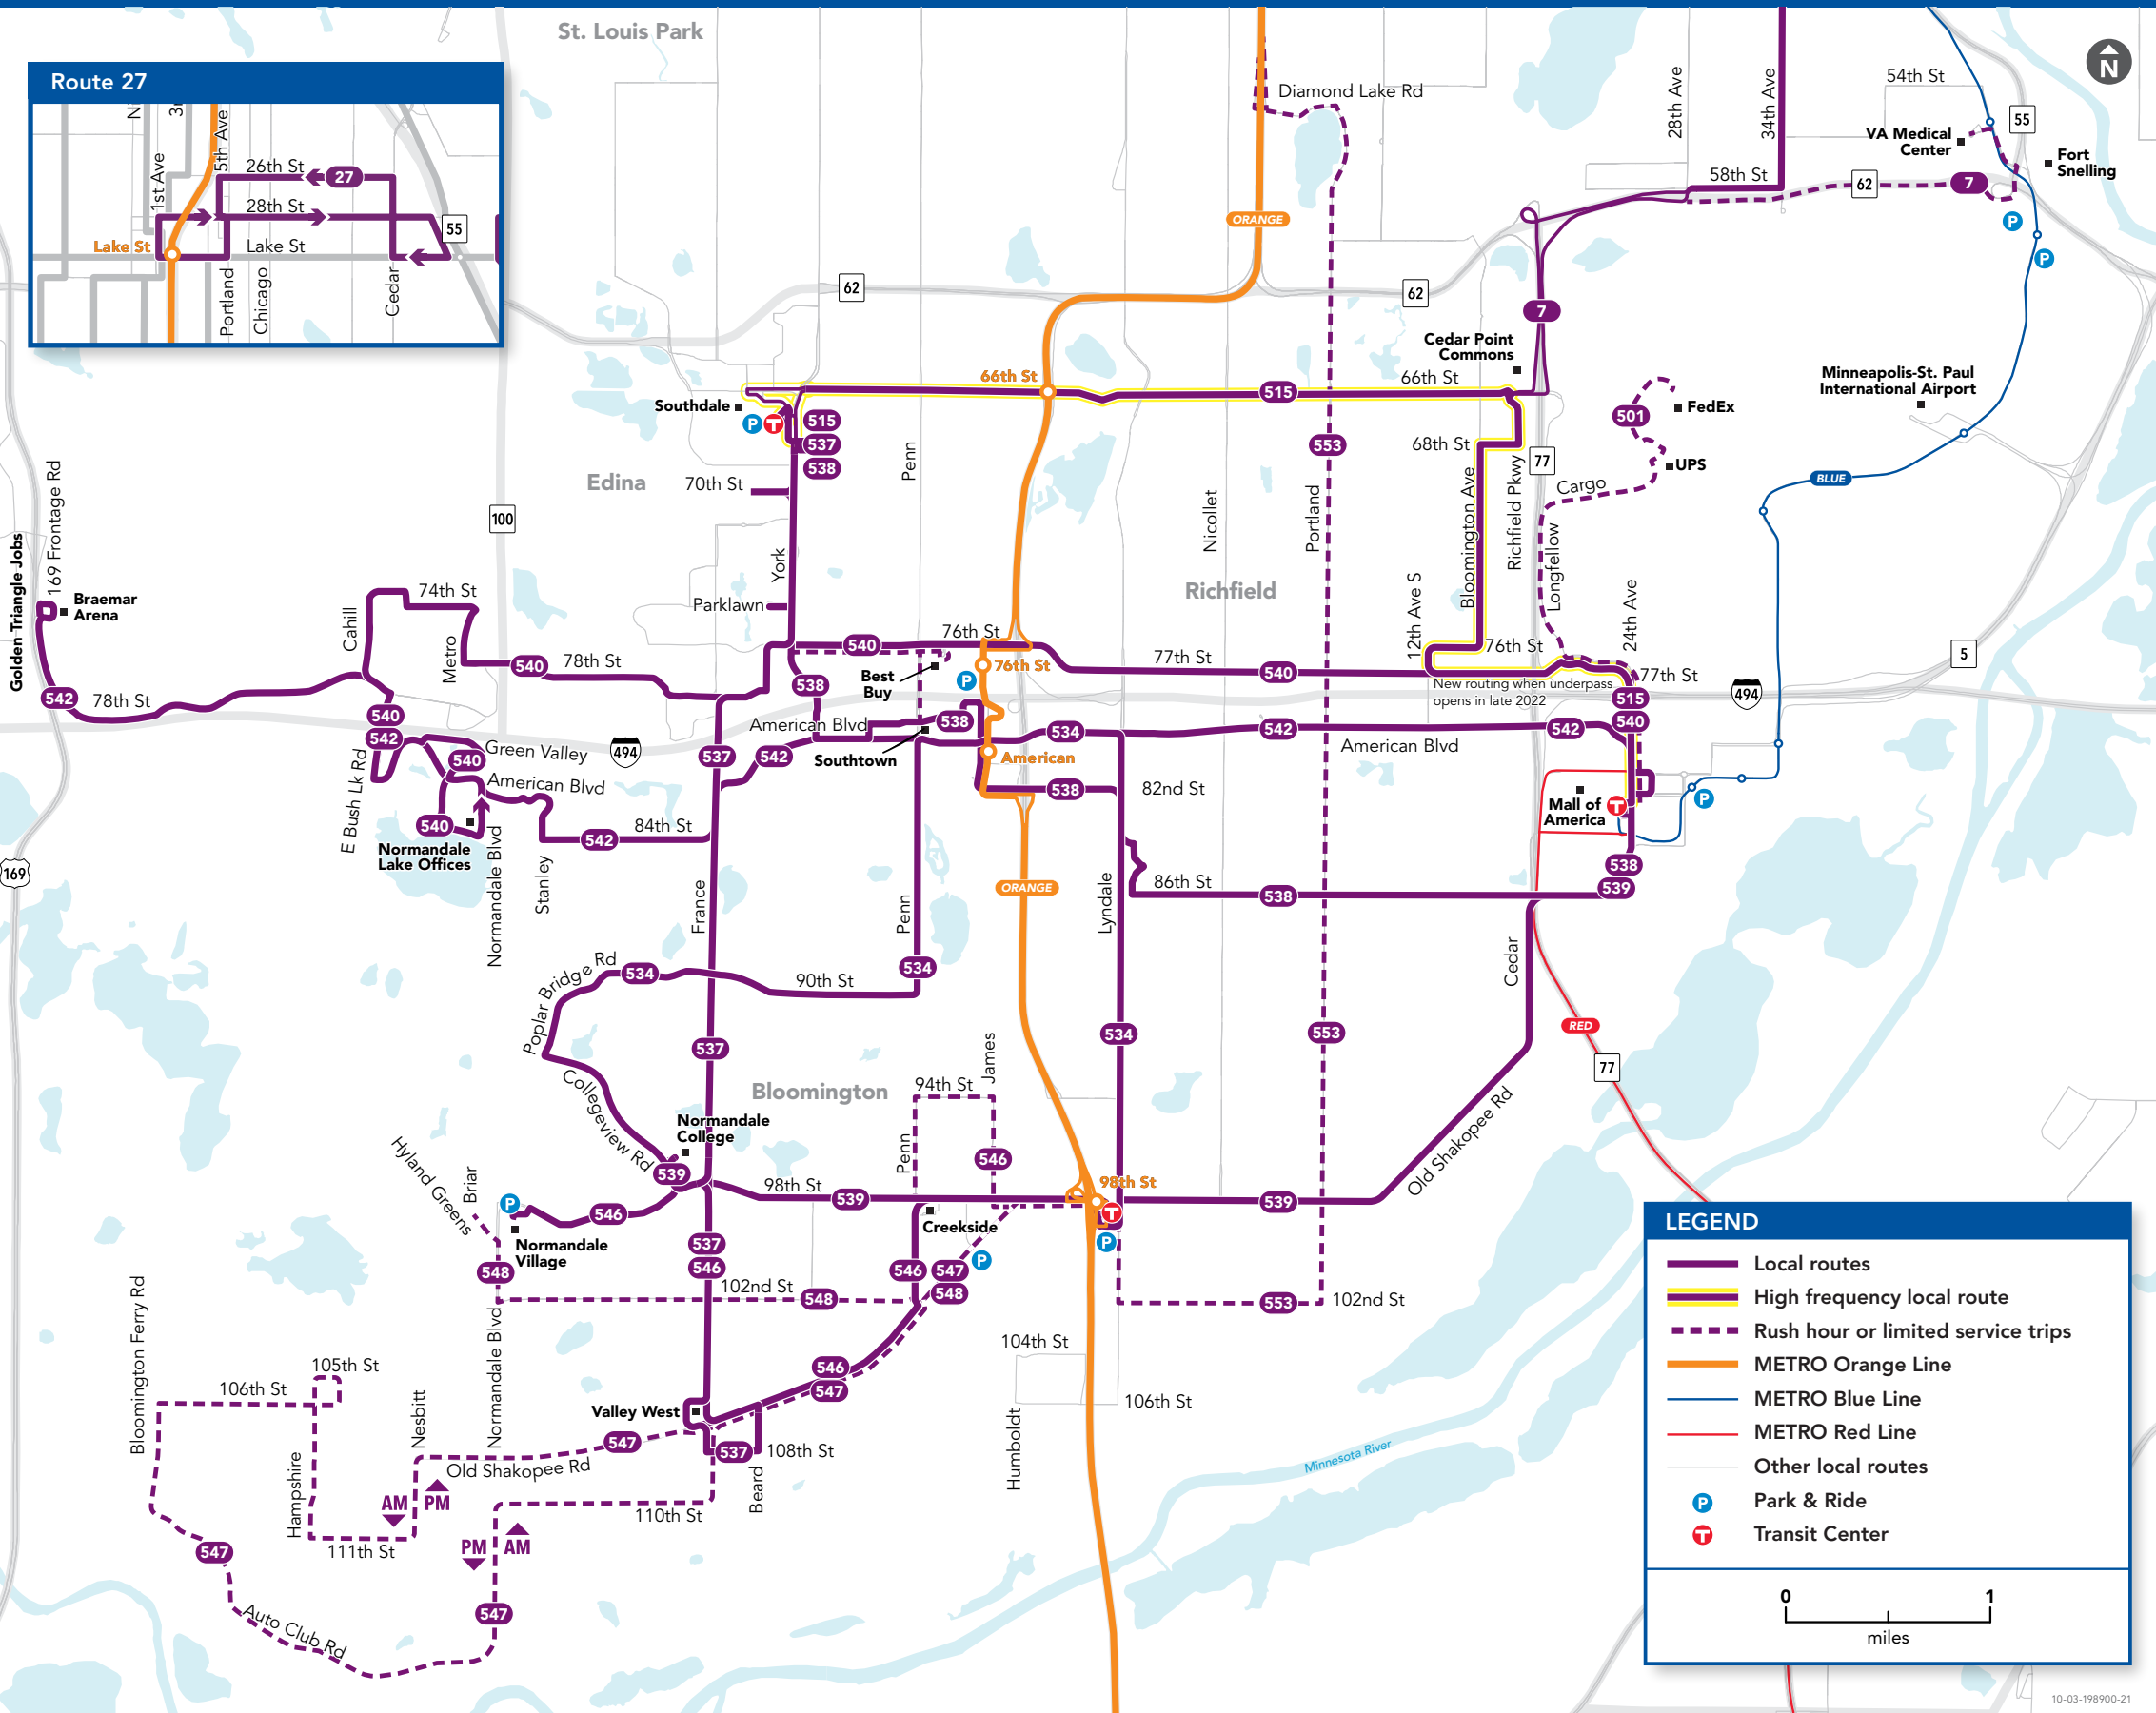 St. Louis Park
N
Route 27
1st Ave
5th Ave
26th St
27
28th St
55
Lake St
Lake St
Portland
Chicago
Cedar
Diamond Lake Rd
28th Ave
34th Ave
54th St
55
VA Medical
Center
Fort
Snelling
58th St
62
7
P
P
ORANGE
62
62
7
Cedar Point
Commons
66th St
66th St
515
Southdale
P
T
515
537
538
Minneapolis-St. Paul
International Airport
501
FedEx
UPS
Cargo
BLUE
68th St
77
553
Penn
Edina
70th St
100
169 Frontage Rd
Golden Triangle Jobs
Nicollet
Portland
Bloomington Ave
Richfield Pkwy
Longfellow
York
Richfield
12th Ave S
24th Ave
Braemar
Arena
74th St
Cahill
Metro
Parklawn
540
78th St
540
76th St
76th St
P
Best
Buy
77th St
540
76th St
77th St
New routing when underpass
opens in late 2022
515
540
494
5
542
78th St
540
542
538
American Blvd
538
Southtown
534
American
542
American Blvd
542
537
542
494
Green Valley
540
American Blvd
E Bush Lk Rd
540
Normandale
Lake Offices
Normandale Blvd
Stanley
542
84th St
538
82nd St
Mall of
America
T
P
538
539
169
ORANGE
86th St
538
France
Penn
Lyndale
Cedar
534
Poplar Bridge Rd
534
90th St
537
534
553
RED
77
James
94th St
Bloomington
Collegeview Rd
Normandale
College
539
Penn
546
Old Shakopee Rd
Hyland Greens
Briar
P
546
98th St
539
98th St
T
P
539
Normandale
Village
Creekside
P
537
546
548
546
547
548
102nd St
548
553
102nd St
Bloomington Ferry Rd
Normandale Blvd
104th St
105th St
106th St
546
547
106th St
Nesbitt
Valley West
547
537
108th St
Humboldt
Old Shakopee Rd
Hampshire
Beard
AM
PM
110th St
111th St
PM
AM
547
547
Auto Club Rd
Minnesota River
LEGEND
Local routes
High frequency local route
Rush hour or limited service trips
METRO Orange Line
METRO Blue Line
METRO Red Line
Other local routes
P
Park & Ride
T
Transit Center
0
1
miles
10-03-198900-21